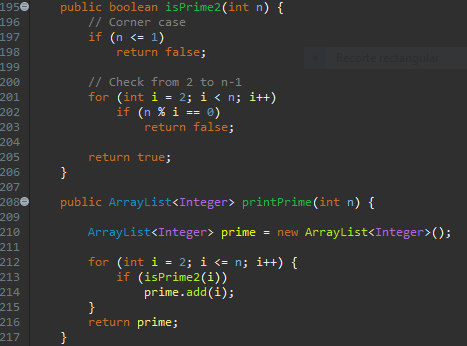 195 public boolean isPrime2(int n) {
196 // Corner case
197 if (n <= 1)
198 return false;
199
200 // Check from 2 to n-1
201 for (int i = 2; i < n; i++)
202 if (n % i == 0)
203 return false;
204
205 return true;
206 }
207
208 public ArrayList<Integer> printPrime(int n) {
209
210 ArrayList<Integer> prime = new ArrayList<Integer>();
211
212 for (int i = 2; i <= n; i++) {
213 if (isPrime2(i))
214 prime.add(i);
215 }
216 return prime;
217 }
Recorte rectangular